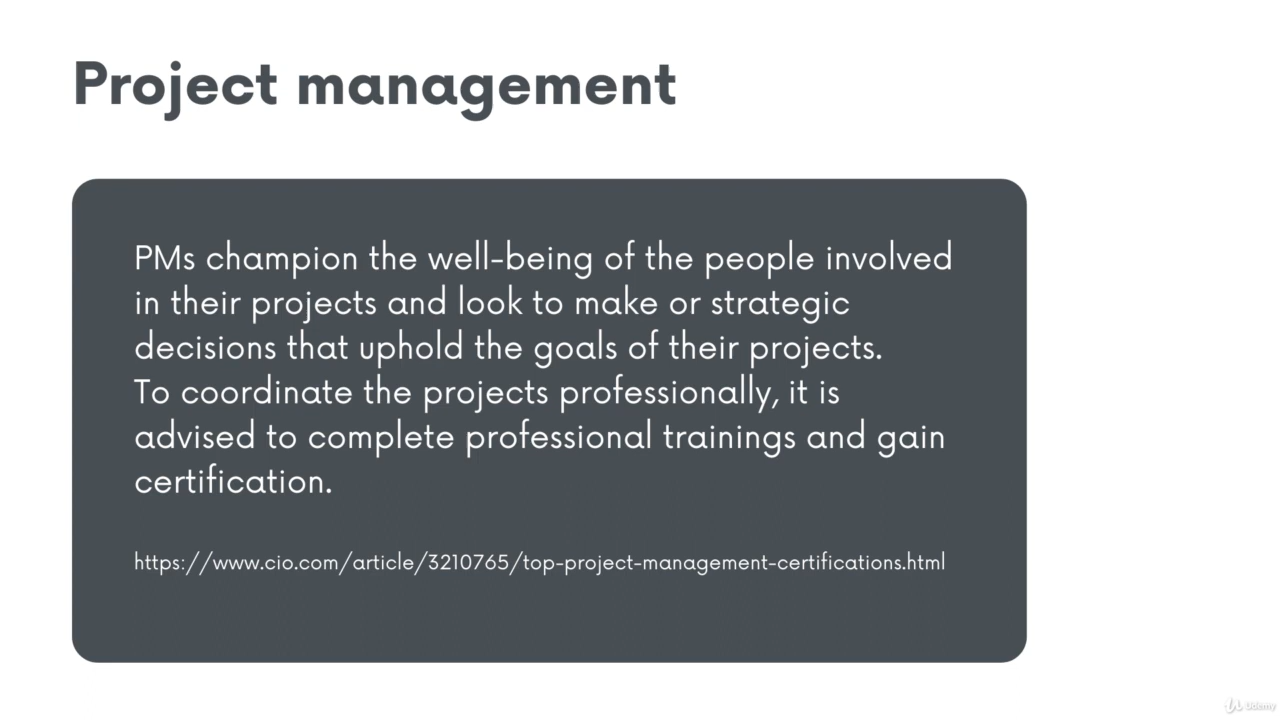 Project management
PMs champion the well-being of the people involved
in their projects and look to make or strategic
decisions that uphold the goals of their projects.
To coordinate the projects professionally, it is
advised to complete professional trainings and gain
certification.
https://www.cio.com/article/3210765/top-project-management-certifications.html
Udemy